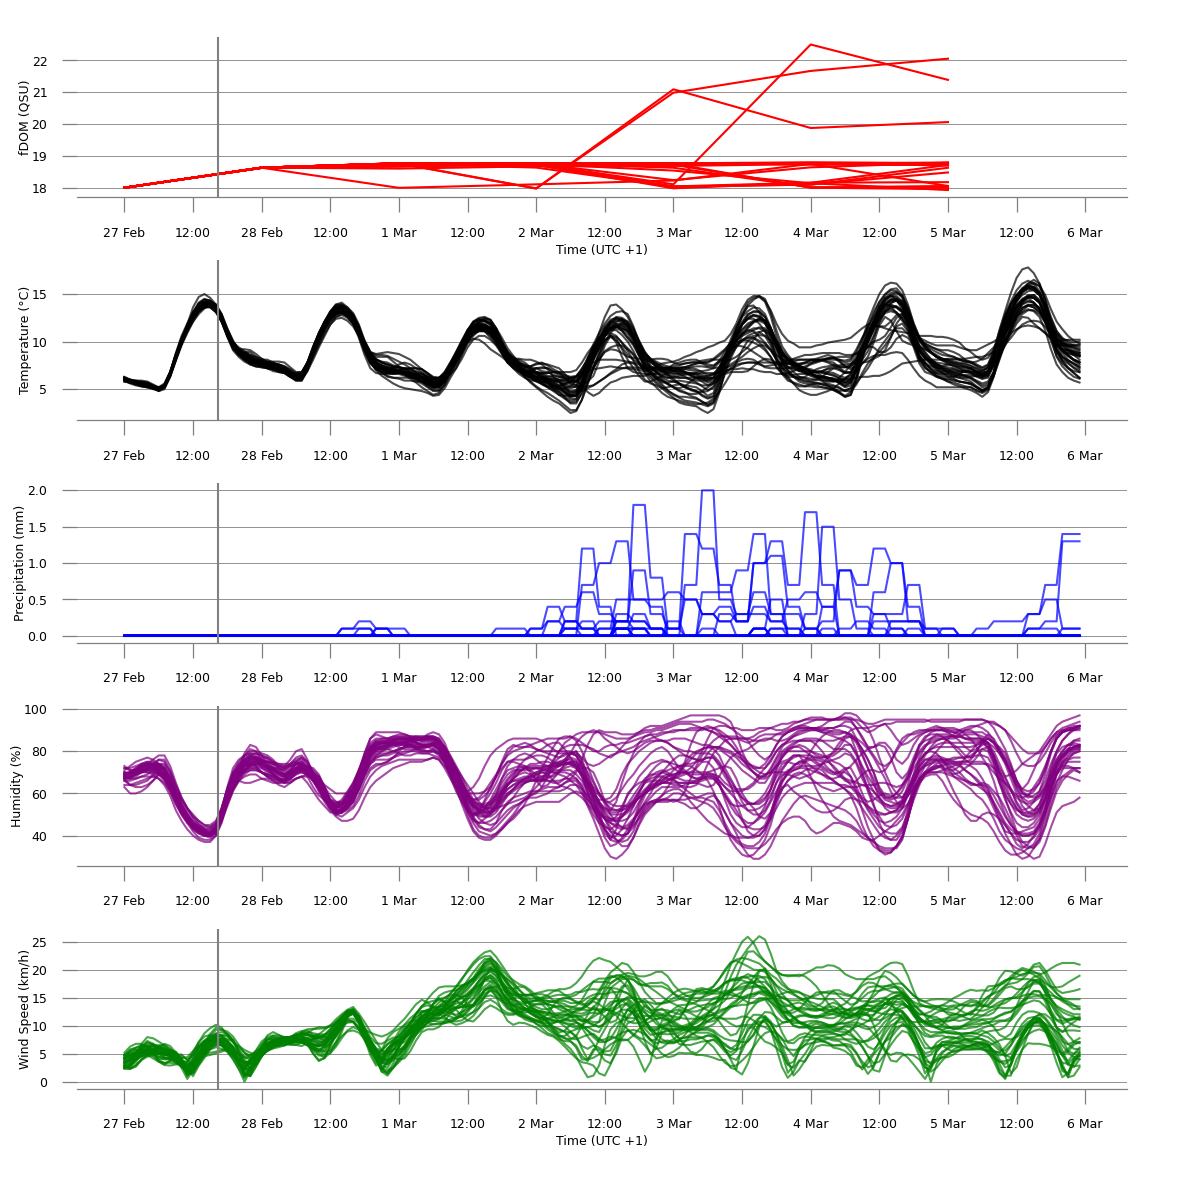 22
21
20
19
18
fDOM (QSU)
27 Feb 12:00 28 Feb 12:00 1 Mar 12:00 2 Mar 12:00 3 Mar 12:00 4 Mar 12:00 5 Mar 12:00 6 Mar
Time (UTC +1)
15
10
5
Temperature (°C)
27 Feb 12:00 28 Feb 12:00 1 Mar 12:00 2 Mar 12:00 3 Mar 12:00 4 Mar 12:00 5 Mar 12:00 6 Mar
2.0
1.5
1.0
0.5
0.0
Precipitation (mm)
27 Feb 12:00 28 Feb 12:00 1 Mar 12:00 2 Mar 12:00 3 Mar 12:00 4 Mar 12:00 5 Mar 12:00 6 Mar
100
80
60
40
Humidity (%)
27 Feb 12:00 28 Feb 12:00 1 Mar 12:00 2 Mar 12:00 3 Mar 12:00 4 Mar 12:00 5 Mar 12:00 6 Mar
25
20
15
10
5
0
Wind Speed (km/h)
27 Feb 12:00 28 Feb 12:00 1 Mar 12:00 2 Mar 12:00 3 Mar 12:00 4 Mar 12:00 5 Mar 12:00 6 Mar
Time (UTC +1)